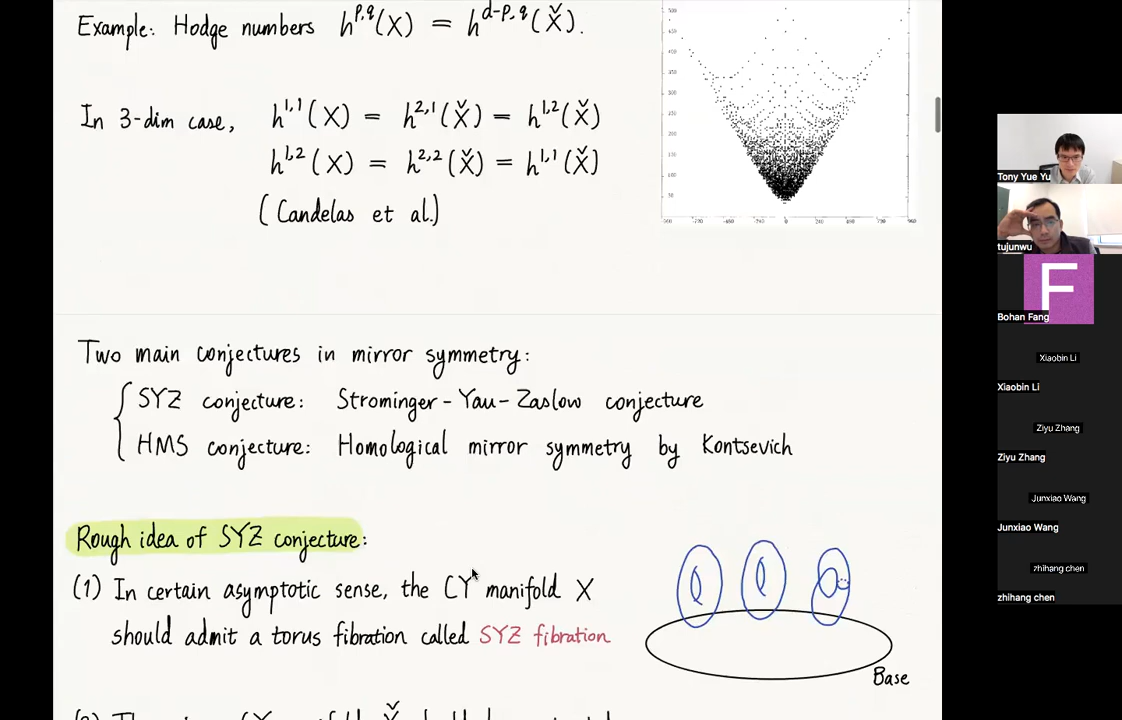 Example: Hodge numbers h^{p,q}(X) = h^{d-p,q}(X̌).
In 3-dim case, h^{1,1}(X) = h^{2,1}(X̌) = h^{1,2}(X̌)
h^{1,2}(X) = h^{2,2}(X̌) = h^{1,1}(X̌)
(Candelas et al.)
Two main conjectures in mirror symmetry:
SYZ conjecture: Strominger-Yau-Zaslow conjecture
HMS conjecture: Homological mirror symmetry by Kontsevich
Rough idea of SYZ conjecture:
(1) In certain asymptotic sense, the CY manifold X
should admit a torus fibration called SYZ fibration
Base
Tony Yue Yu
tujunwu
F
Bohan Fang
Xiaobin Li
Xiaobin Li
Ziyu Zhang
Ziyu Zhang
Junxiao Wang
Junxiao Wang
zhihang chen
zhihang chen